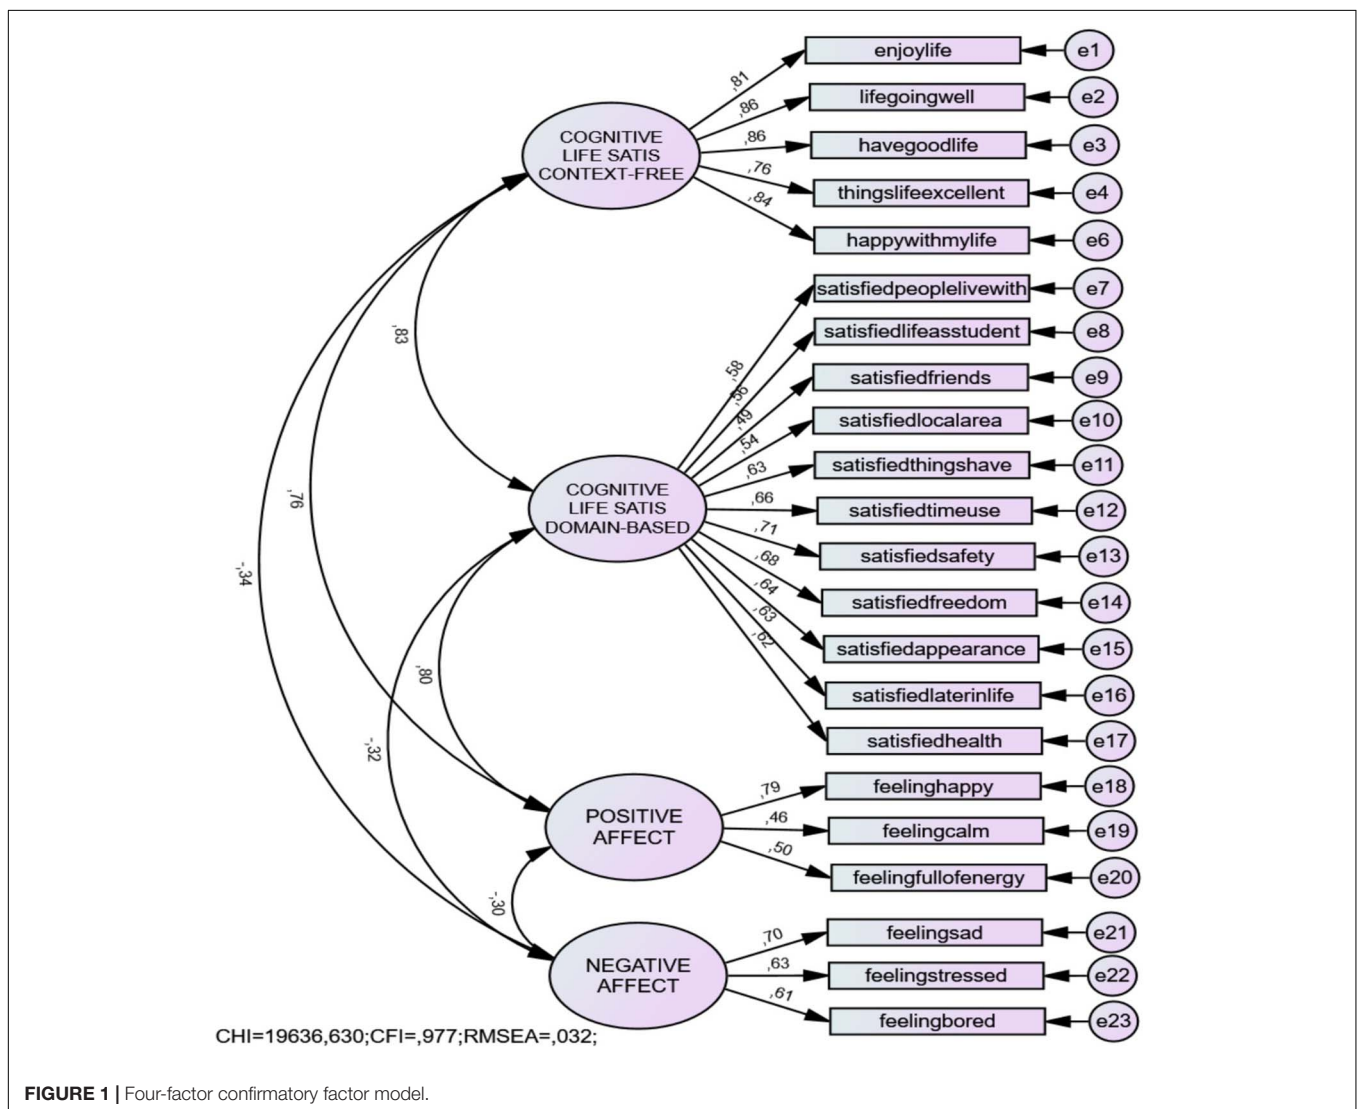 ,81
enjoylife
e1
,86
lifegoingwell
e2
COGNITIVE
LIFE SATIS
CONTEXT-FREE
,86
havegoodlife
e3
,76
thingslifeexcellent
e4
,84
happywithmylife
e6
,83
,76
-,34
satisfiedpeoplelivewith
e7
,58
satisfiedlifeasstudent
e8
,56
satisfiedfriends
e9
,49
satisfiedlocalarea
e10
,54
satisfiedthingshave
e11
,63
COGNITIVE
LIFE SATIS
DOMAIN-BASED
,66
satisfiedtimeuse
e12
,71
satisfiedsafety
e13
,68
satisfiedfreedom
e14
,64
satisfiedappearance
e15
,63
satisfiedlaterinlife
e16
,62
satisfiedhealth
e17
,80
-,32
POSITIVE
AFFECT
,79
feelinghappy
e18
,46
feelingcalm
e19
,50
feelingfullofenergy
e20
-,30
NEGATIVE
AFFECT
,70
feelingsad
e21
,63
feelingstressed
e22
,61
feelingbored
e23
CHI=19636,630;CFI=,977;RMSEA=,032;
FIGURE 1 | Four-factor confirmatory factor model.